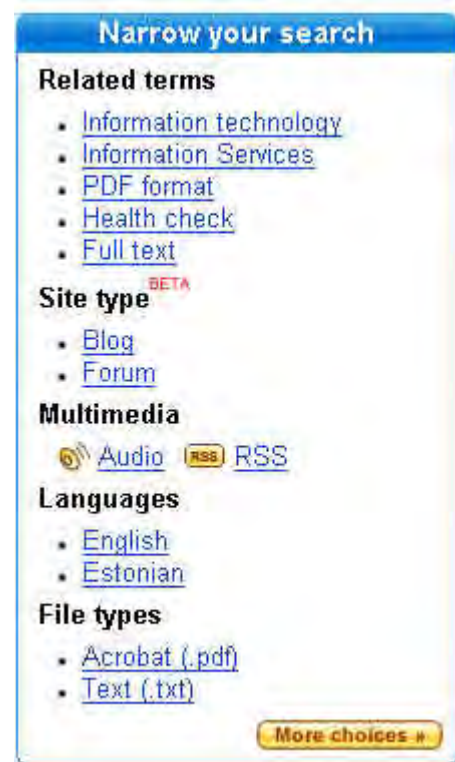 Narrow your search
Related terms
Information technology
Information Services
PDF format
Health check
Full text
Site type BETA
Blog
Forum
Multimedia
Audio RSS RSS
Languages
English
Estonian
File types
Acrobat (.pdf)
Text (.txt)
More choices »